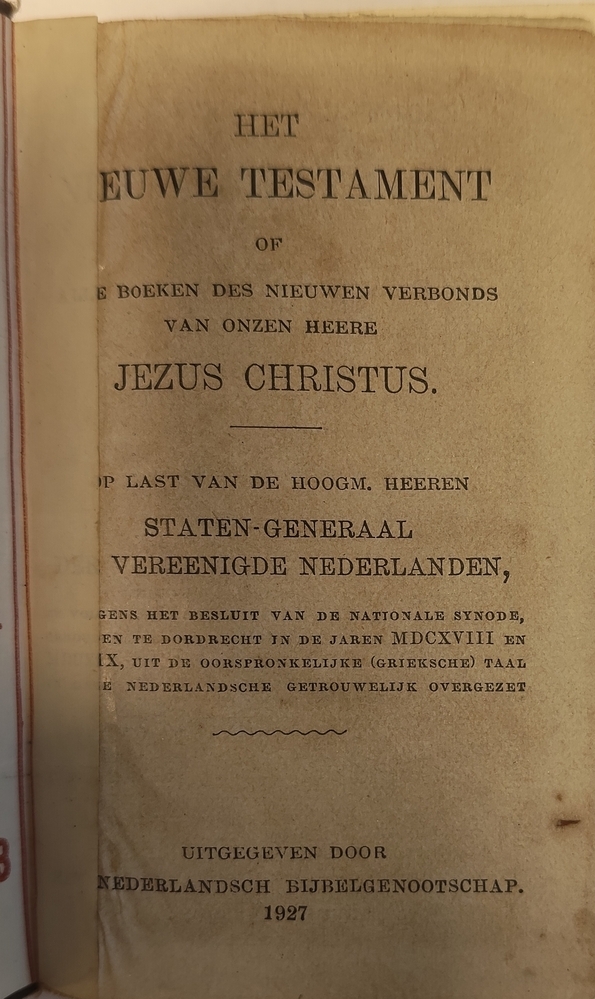 HET
EUWE TESTAMENT
OF
E BOEKEN DES NIEUWEN VERBONDS
VAN ONZEN HEERE
JEZUS CHRISTUS.
OP LAST VAN DE HOOGM. HEEREN
STATEN-GENERAAL
VEREENIGDE NEDERLANDEN,
GENS HET BESLUIT VAN DE NATIONALE SYNODE,
EN TE DORDRECHT IN DE JAREN MDCXVIII EN
IX, UIT DE OORSPRONKELIJKE (GRIEKSCHE) TAAL
E NEDERLANDSCHE GETROUWELIJK OVERGEZET
UITGEGEVEN DOOR
NEDERLANDSCH BIJBELGENOOTSCHAP.
1927